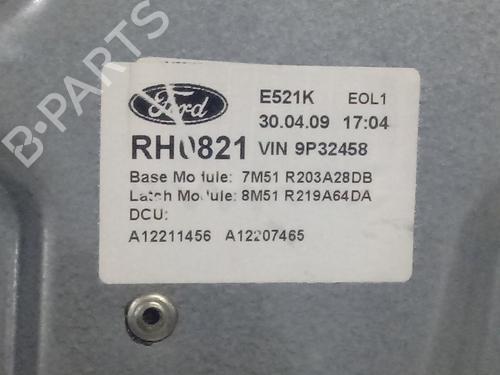 Ford
E521K EOL1
30.04.09 17:04
RH0821 VIN 9P32458
Base Module: 7M51 R203A28DB
Latch Module: 8M51 R219A64DA
DCU:
A12211456 A12207465
B-PARTS